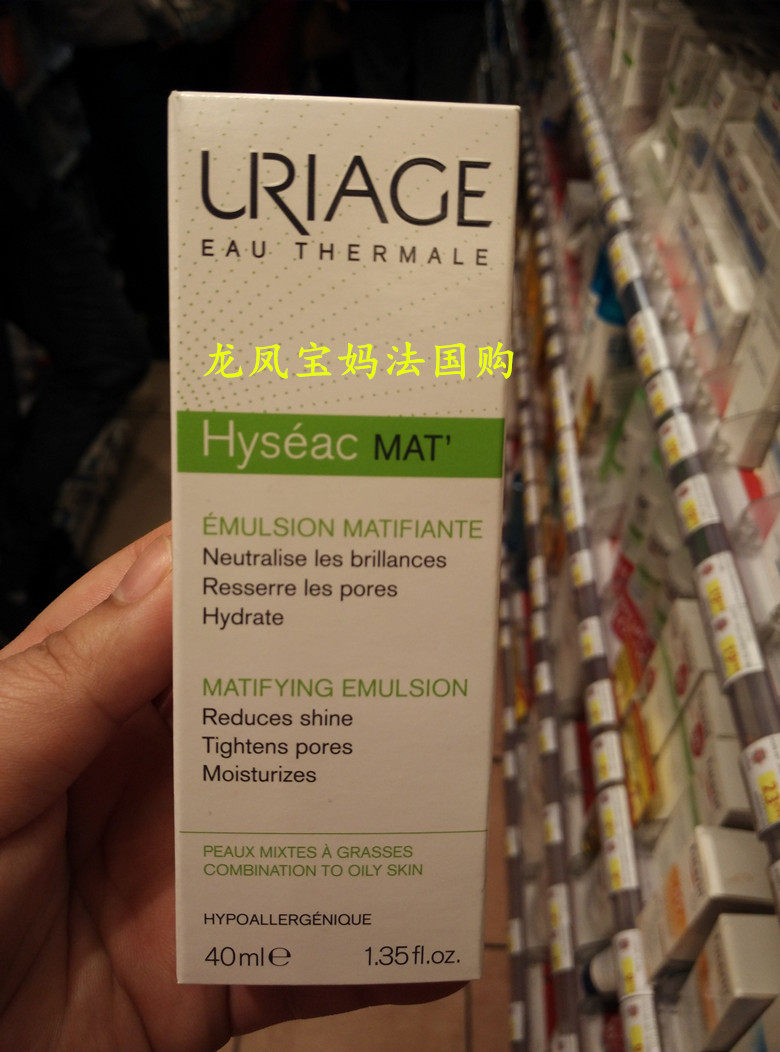 URIAGE
EAU THERMALE
龙凤宝妈法国购
Hyséac MAT'
ÉMULSION MATIFIANTE
Neutralise les brillances
Resserre les pores
Hydrate
MATIFYING EMULSION
Reduces shine
Tightens pores
Moisturizes
PEAUX MIXTES À GRASSES
COMBINATION TO OILY SKIN
HYPOALLERGÉNIQUE
40ml℮ 1.35fl.oz.